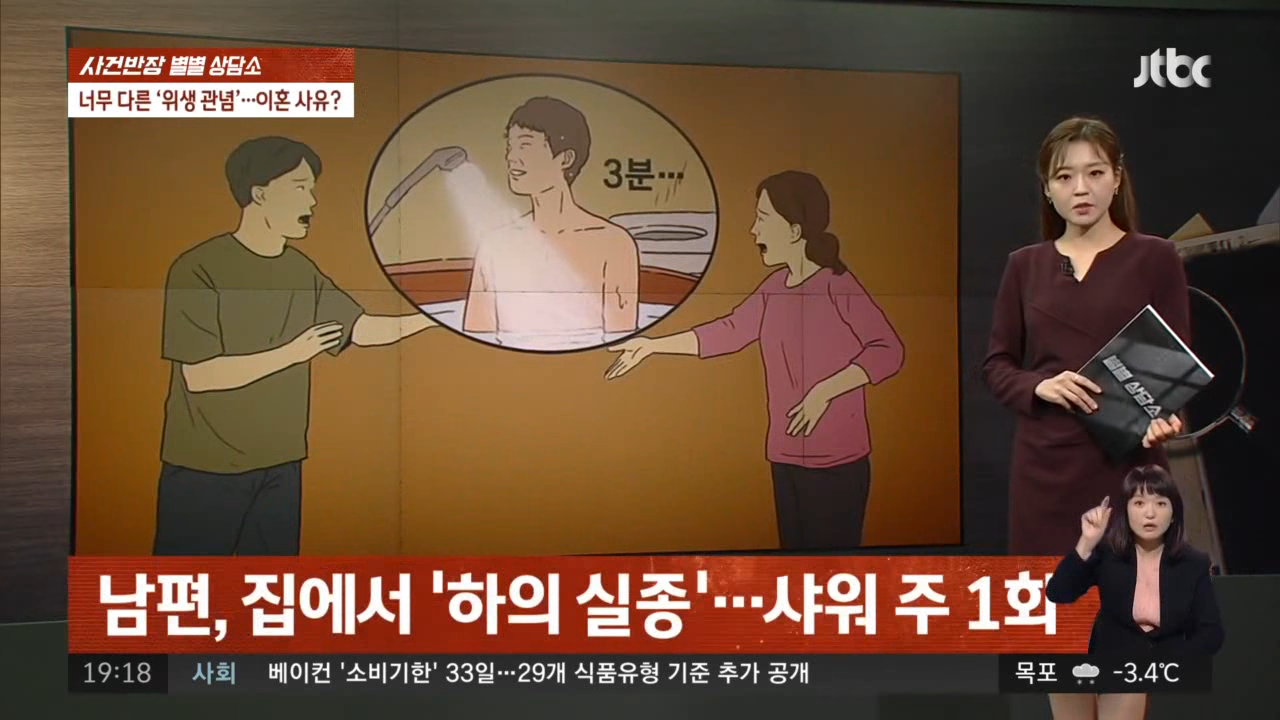 사건반장 별별 상담소
너무 다른 '위생 관념'…이혼 사유?
jtbc
3분…
별별 상담소
남편, 집에서 '하의 실종'…샤워 주 1회
19:18 사회 베이컨 '소비기한' 33일…29개 식품유형 기준 추가 공개 목포 -3.4℃